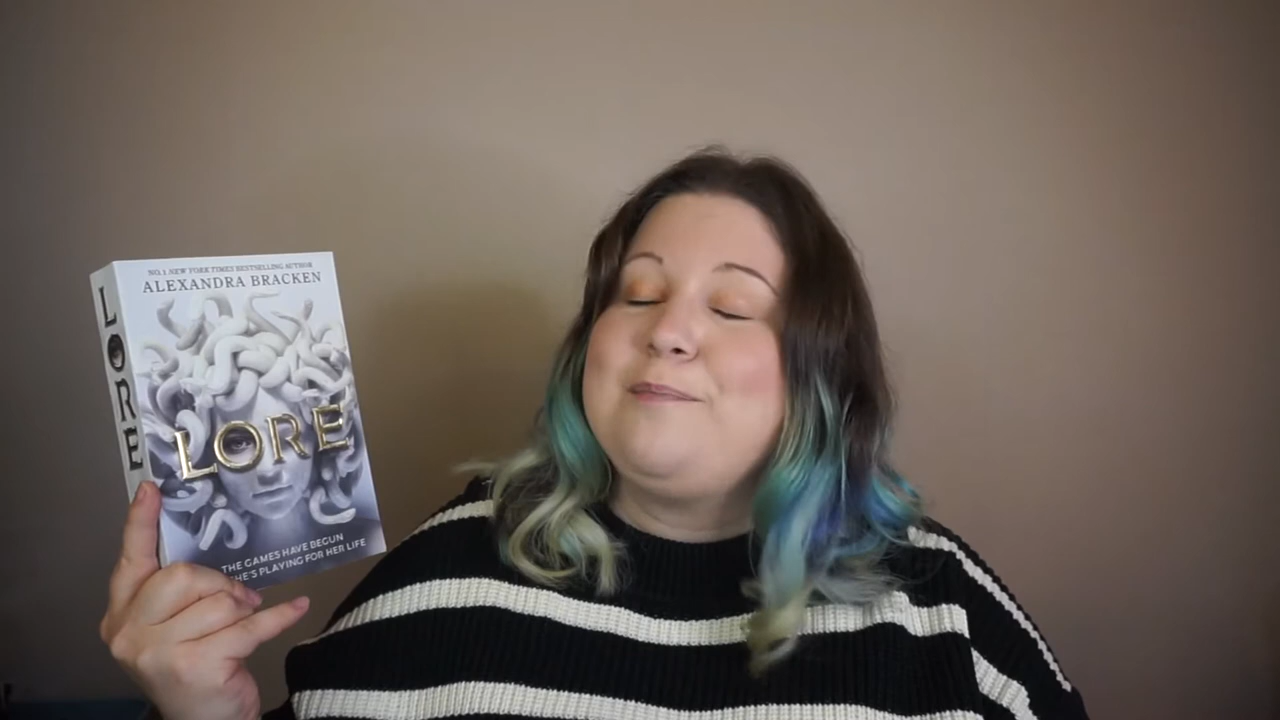 NO. 1 NEW YORK TIMES BESTSELLING AUTHOR
ALEXANDRA BRACKEN
LORE
LORE
THE GAMES HAVE BEGUN
SHE'S PLAYING FOR HER LIFE